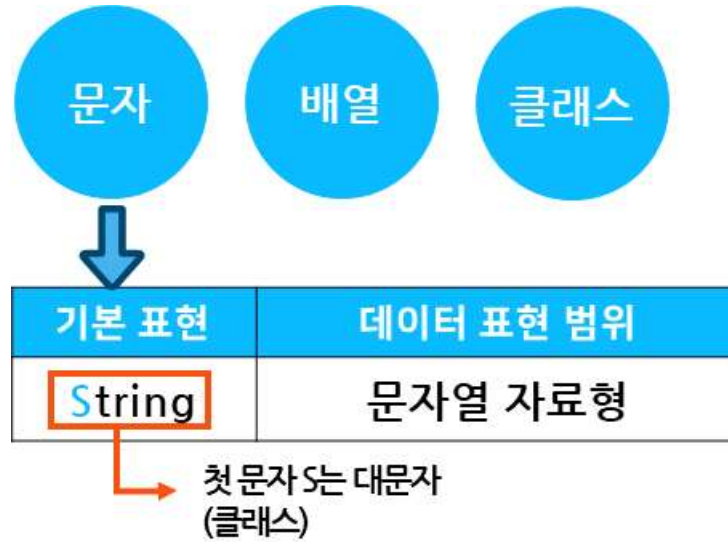 문자
배열
클래스
기본 표현
데이터 표현 범위
String
문자열 자료형
첫 문자 S는 대문자
(클래스)